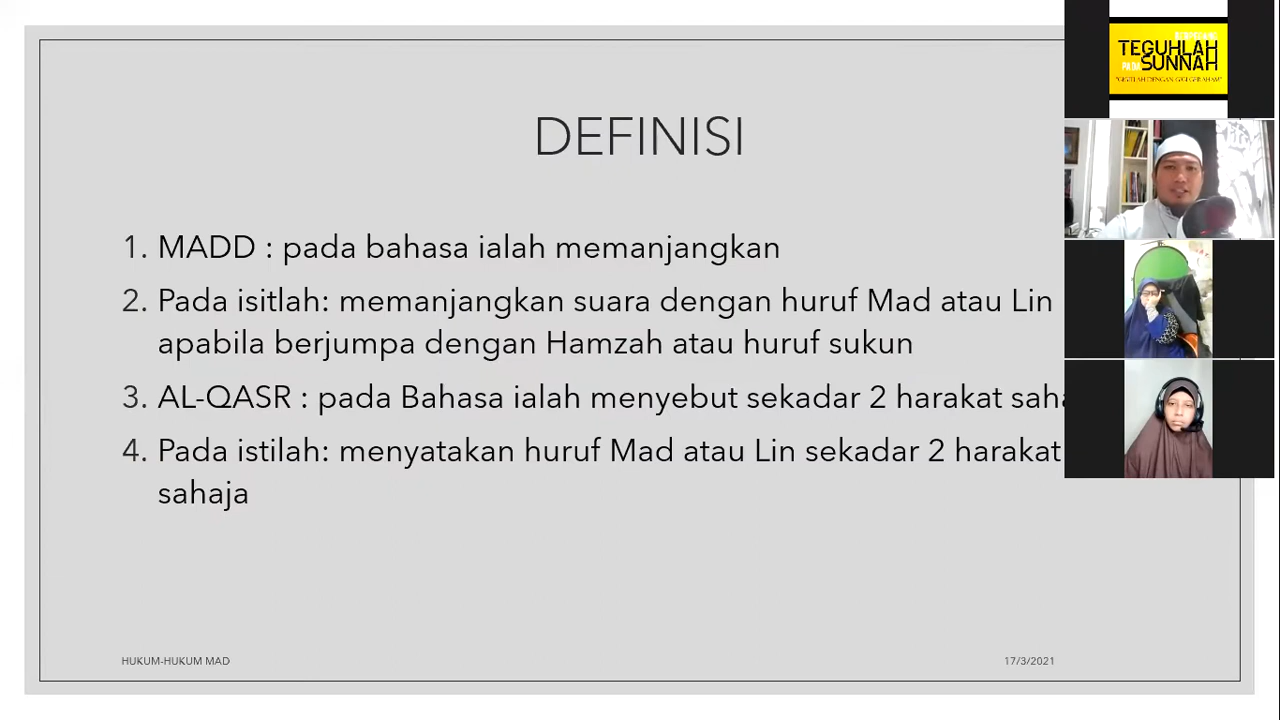 DEFINISI
1. MADD : pada bahasa ialah memanjangkan
2. Pada isitlah: memanjangkan suara dengan huruf Mad atau Lin
apabila berjumpa dengan Hamzah atau huruf sukun
3. AL-QASR : pada Bahasa ialah menyebut sekadar 2 harakat
4. Pada istilah: menyatakan huruf Mad atau Lin sekadar 2 harakat
sahaja
HUKUM-HUKUM MAD
17/3/2021
TEGUHLAH
PADA SUNNAH